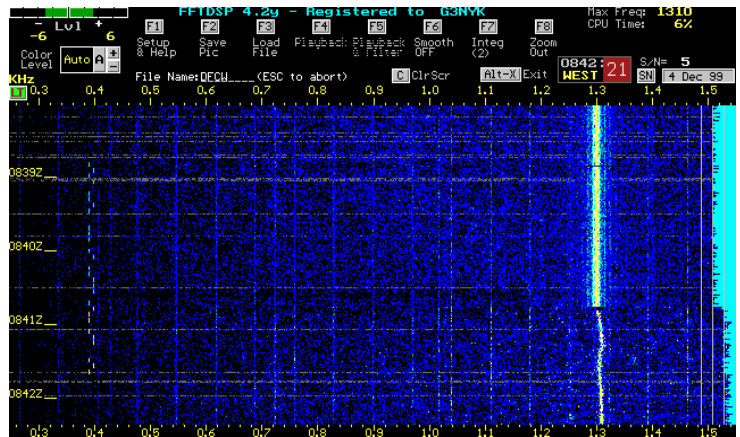 FFTDSP 4.2y - Registered to G3NYK
Max Freq: 1310
CPU Time: 6%
- Lvl +
-6 6
F1 F2 F3 F4 F5 F6 F7 F8
Setup & Help
Save Pic
Load File
Playback
Playback & Filter
Smooth OFF
Integ (2)
Zoom Out
Color Level
Auto A + -
0842: 21
WEST
S/N= 5
SN 4 Dec 99
File Name:QFCW____(ESC to abort)
C ClrScr
Alt-X Exit
KHz
LT
0.3 0.4 0.5 0.6 0.7 0.8 0.9 1.0 1.1 1.2 1.3 1.4 1.5
0839Z
0840Z
0841Z
0842Z
0.3 0.4 0.5 0.6 0.7 0.8 0.9 1.0 1.1 1.2 1.3 1.4 1.5